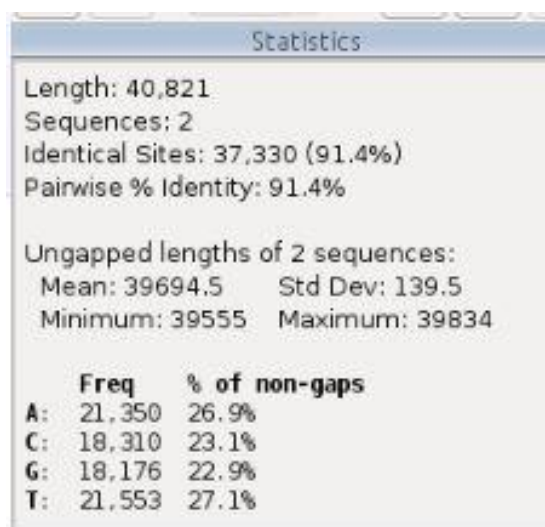 Statistics
Length: 40,821
Sequences: 2
Identical Sites: 37,330 (91.4%)
Pairwise % Identity: 91.4%
Ungapped lengths of 2 sequences:
Mean: 39694.5 Std Dev: 139.5
Minimum: 39555 Maximum: 39834
Freq % of non-gaps
A: 21,350 26.9%
C: 18,310 23.1%
G: 18,176 22.9%
T: 21,553 27.1%